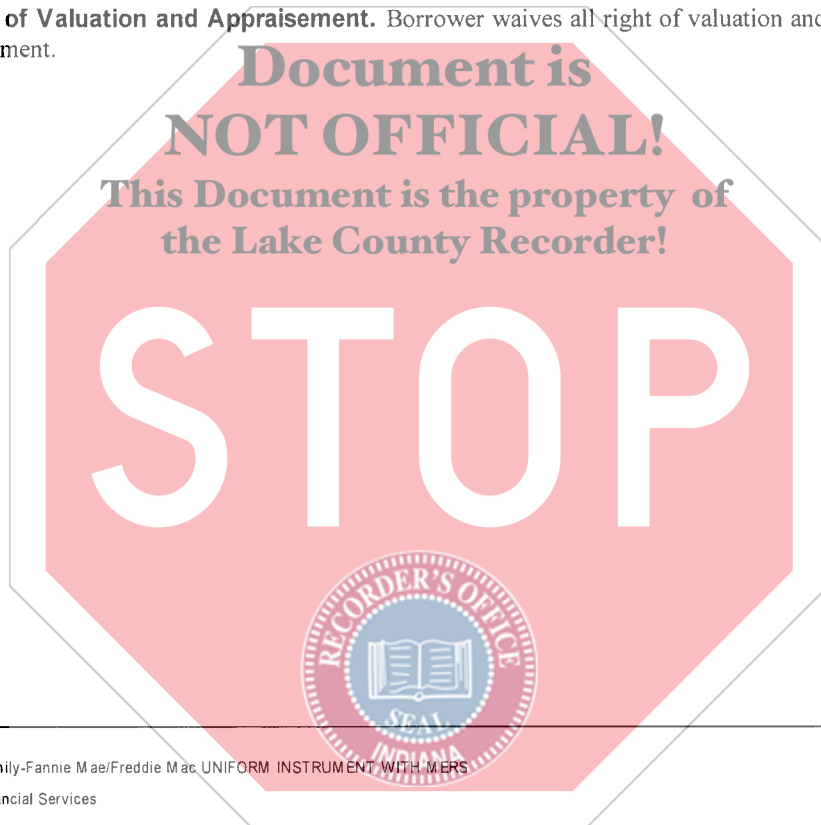 of Valuation and Appraisement. Borrower waives all right of valuation and
ment.
Document is
NOT OFFICIAL!
This Document is the property of
the Lake County Recorder!
STOP
RECORDER'S OFFICE
SEAL
INDIANA
ily-Fannie Mae/Freddie Mac UNIFORM INSTRUMENT WITH MERS
ncial Services